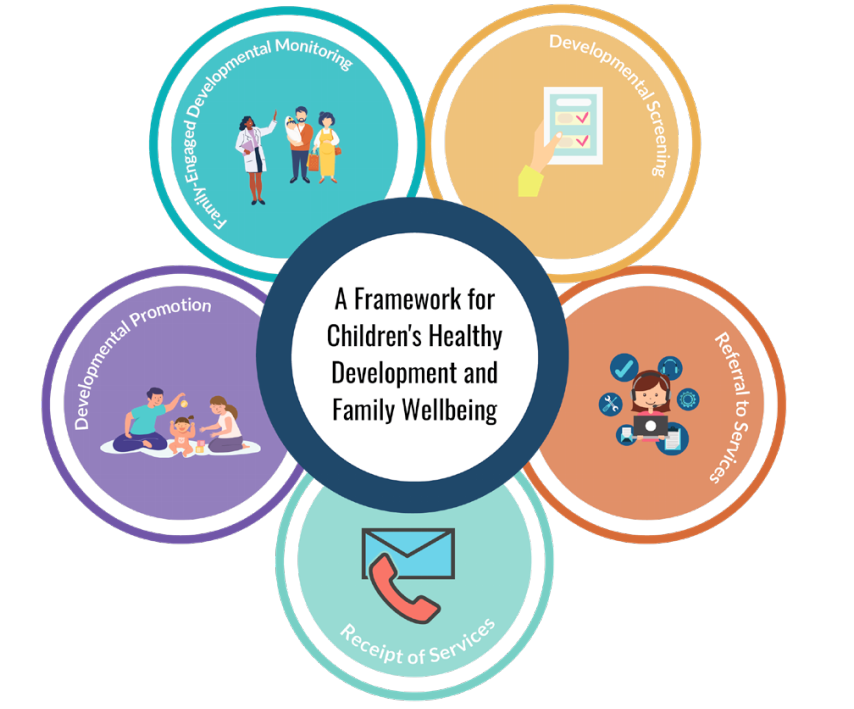 Family-Engaged Developmental Monitoring
Developmental Screening
Developmental Promotion
A Framework for
Children's Healthy
Development and
Family Wellbeing
Referral to Services
Receipt of Services